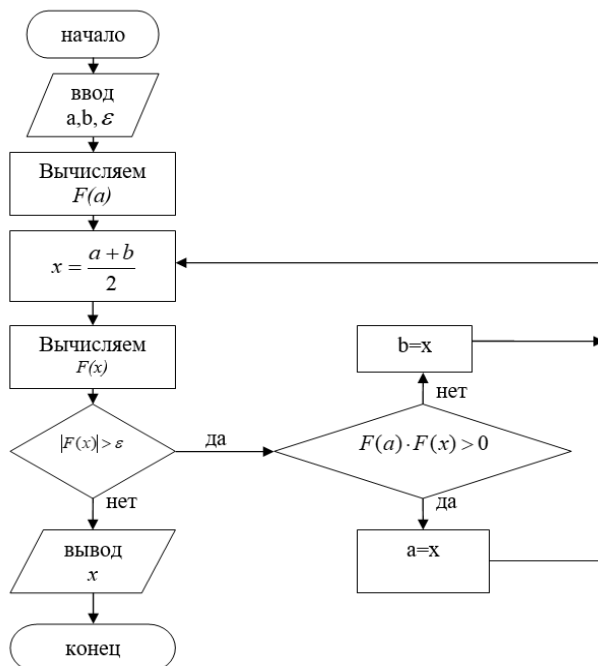 начало
ввод
a,b, ε
Вычисляем
F(a)
x = (a + b) / 2
Вычисляем
F(x)
b=x
нет
|F(x)| > ε
да
F(a) · F(x) > 0
нет
да
вывод
x
a=x
конец